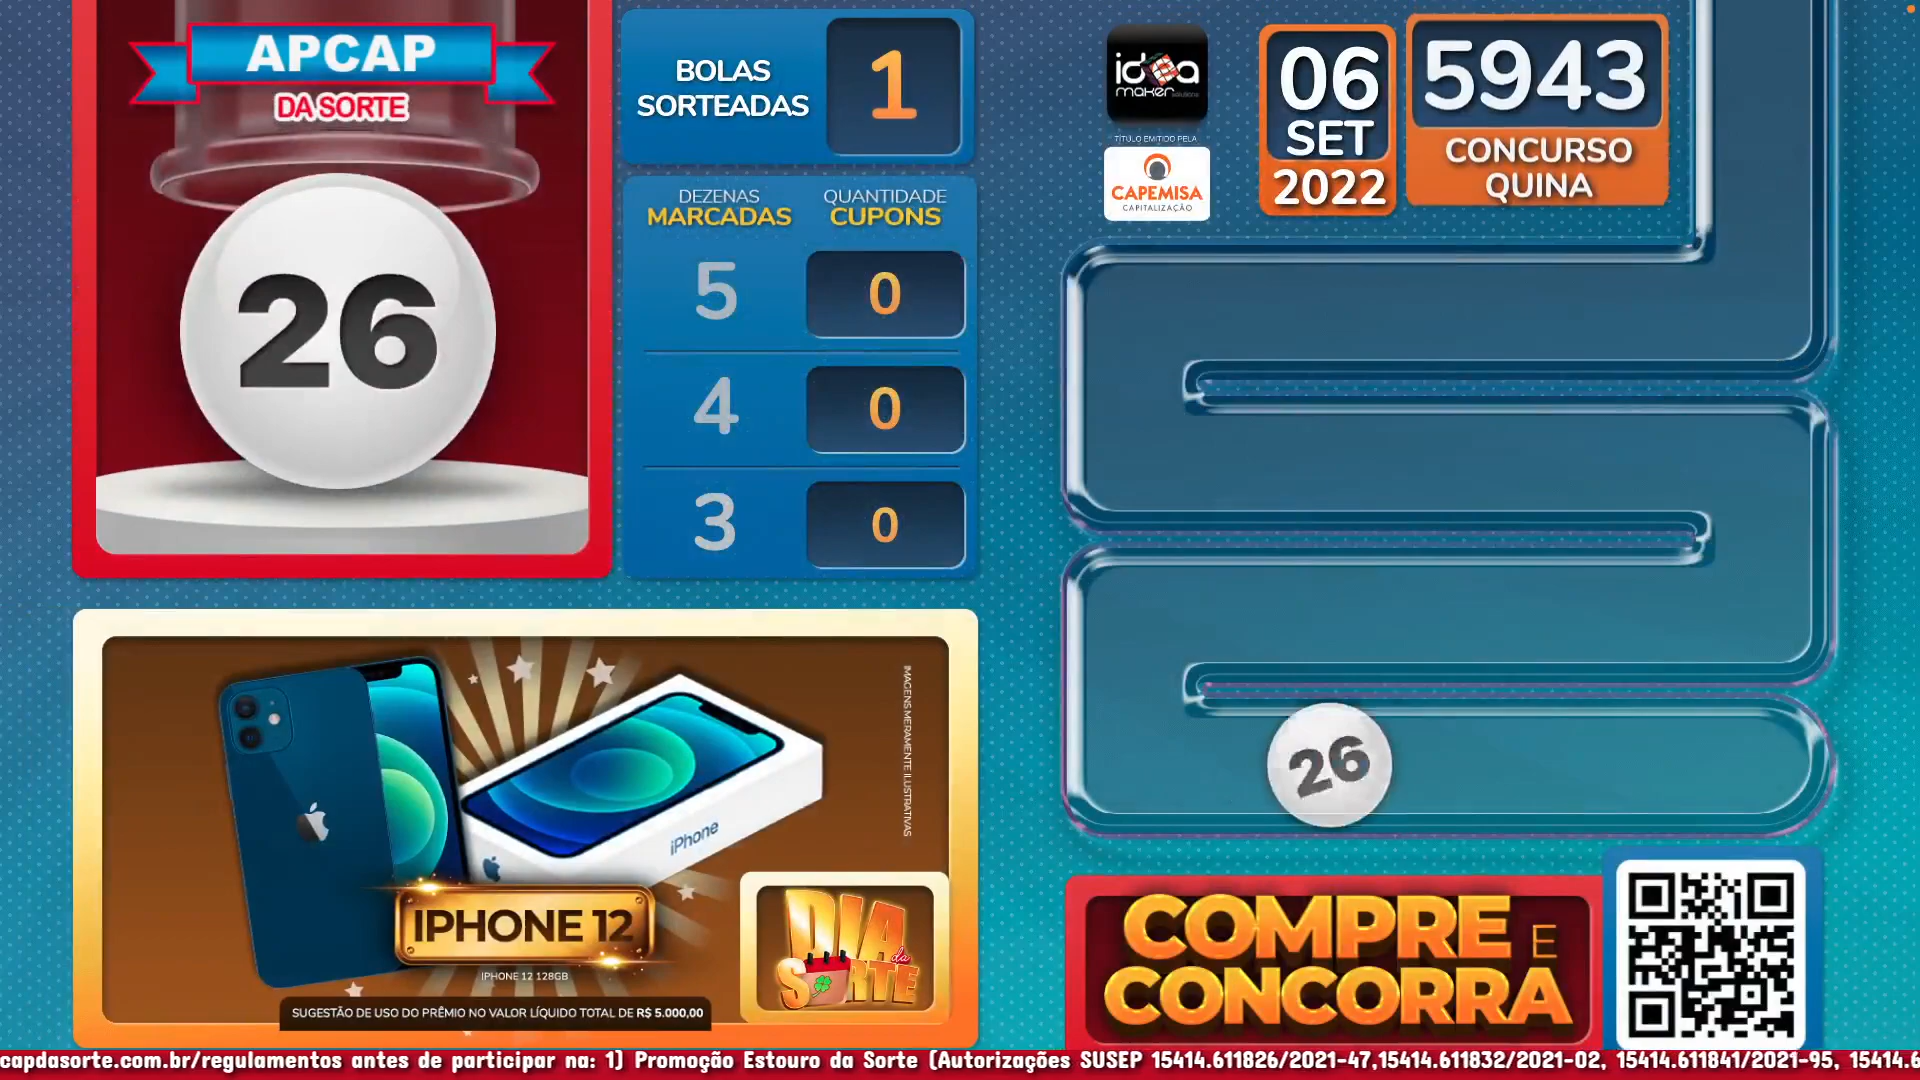 APCAP
DA SORTE
26
BOLAS
SORTEADAS
1
DEZENAS
MARCADAS
QUANTIDADE
CUPONS
5
0
4
0
3
0
idea
maker
solutions
TÍTULO EMITIDO PELA
CAPEMISA
CAPITALIZAÇÃO
06
SET
2022
5943
CONCURSO
QUINA
26
IMAGENS MERAMENTE ILUSTRATIVAS
iPhone
IPHONE 12
IPHONE 12 128GB
SUGESTÃO DE USO DO PRÊMIO NO VALOR LÍQUIDO TOTAL DE R$ 5.000,00
DIA
da
SORTE
COMPRE E
CONCORRA
capdasorte.com.br/regulamentos antes de participar na: 1) Promoção Estouro da Sorte (Autorizações SUSEP 15414.611826/2021-47,15414.611832/2021-02, 15414.611841/2021-95, 15414.6